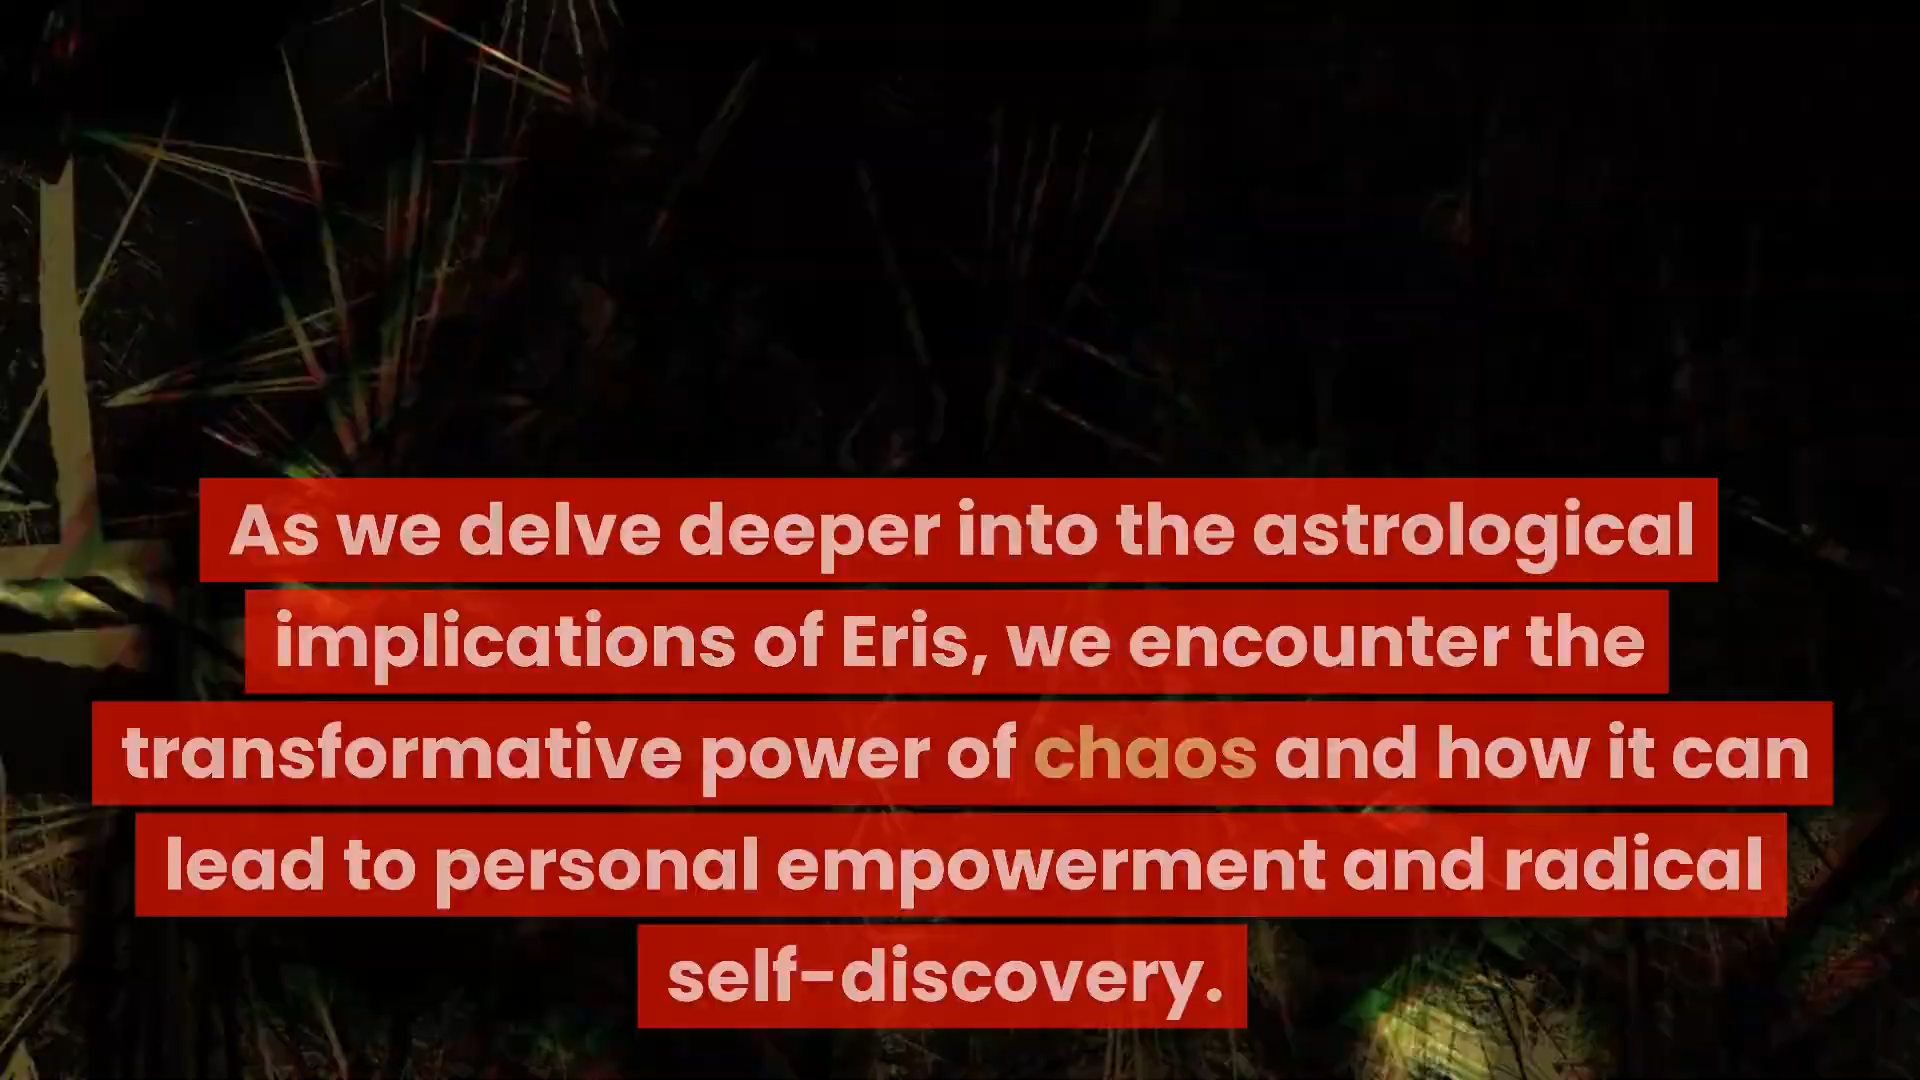 As we delve deeper into the astrological
implications of Eris, we encounter the
transformative power of chaos and how it can
lead to personal empowerment and radical
self-discovery.